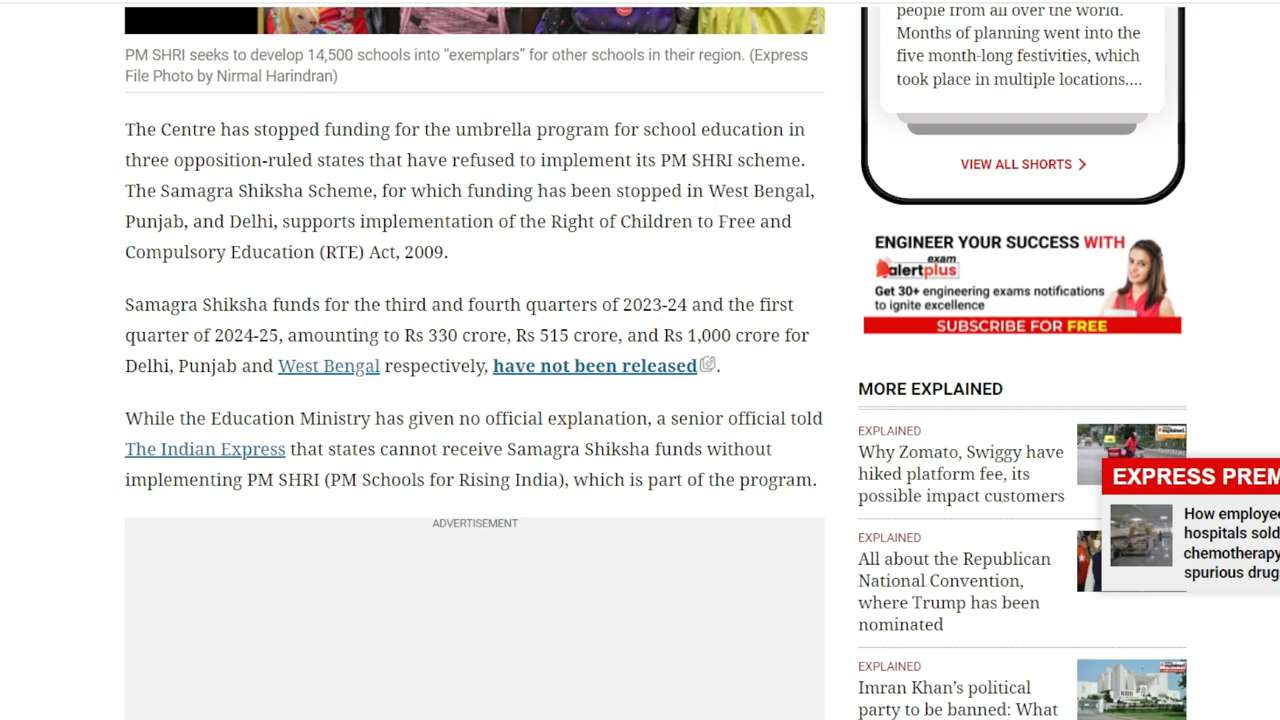 PM SHRI seeks to develop 14,500 schools into “exemplars” for other schools in their region. (Express
File Photo by Nirmal Harindran)
The Centre has stopped funding for the umbrella program for school education in
three opposition-ruled states that have refused to implement its PM SHRI scheme.
The Samagra Shiksha Scheme, for which funding has been stopped in West Bengal,
Punjab, and Delhi, supports implementation of the Right of Children to Free and
Compulsory Education (RTE) Act, 2009.
Samagra Shiksha funds for the third and fourth quarters of 2023-24 and the first
quarter of 2024-25, amounting to Rs 330 crore, Rs 515 crore, and Rs 1,000 crore for
Delhi, Punjab and West Bengal respectively, have not been released.
While the Education Ministry has given no official explanation, a senior official told
The Indian Express that states cannot receive Samagra Shiksha funds without
implementing PM SHRI (PM Schools for Rising India), which is part of the program.
ADVERTISEMENT
people from all over the world.
Months of planning went into the
five month-long festivities, which
took place in multiple locations....
VIEW ALL SHORTS
ENGINEER YOUR SUCCESS WITH
exam
alertplus
Get 30+ engineering exams notifications
to ignite excellence
SUBSCRIBE FOR FREE
MORE EXPLAINED
EXPLAINED
Why Zomato, Swiggy have
hiked platform fee, its
possible impact customers
EXPLAINED
All about the Republican
National Convention,
where Trump has been
nominated
EXPLAINED
Imran Khan’s political
party to be banned: What
EXPRESS PREM
How employee
hospitals sold
chemotherapy
spurious drug